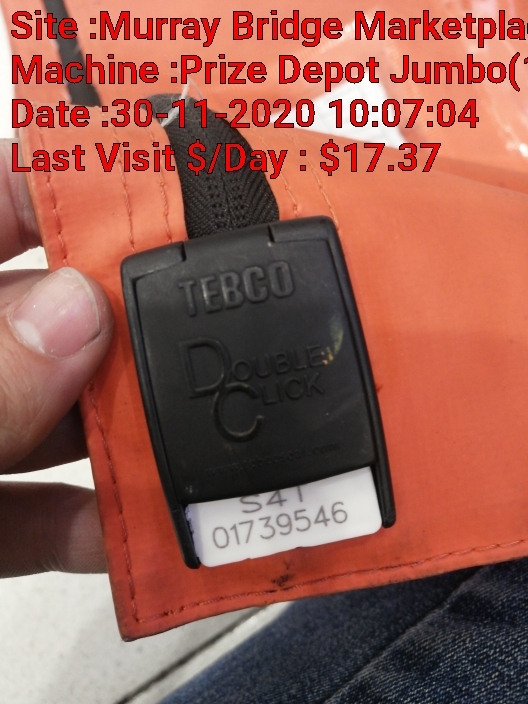 Site :Murray Bridge Marketpla
Machine :Prize Depot Jumbo(
Date :30-11-2020 10:07:04
Last Visit $/Day : $17.37
TEBCO
DOUBLE
CLICK
S41
01739546